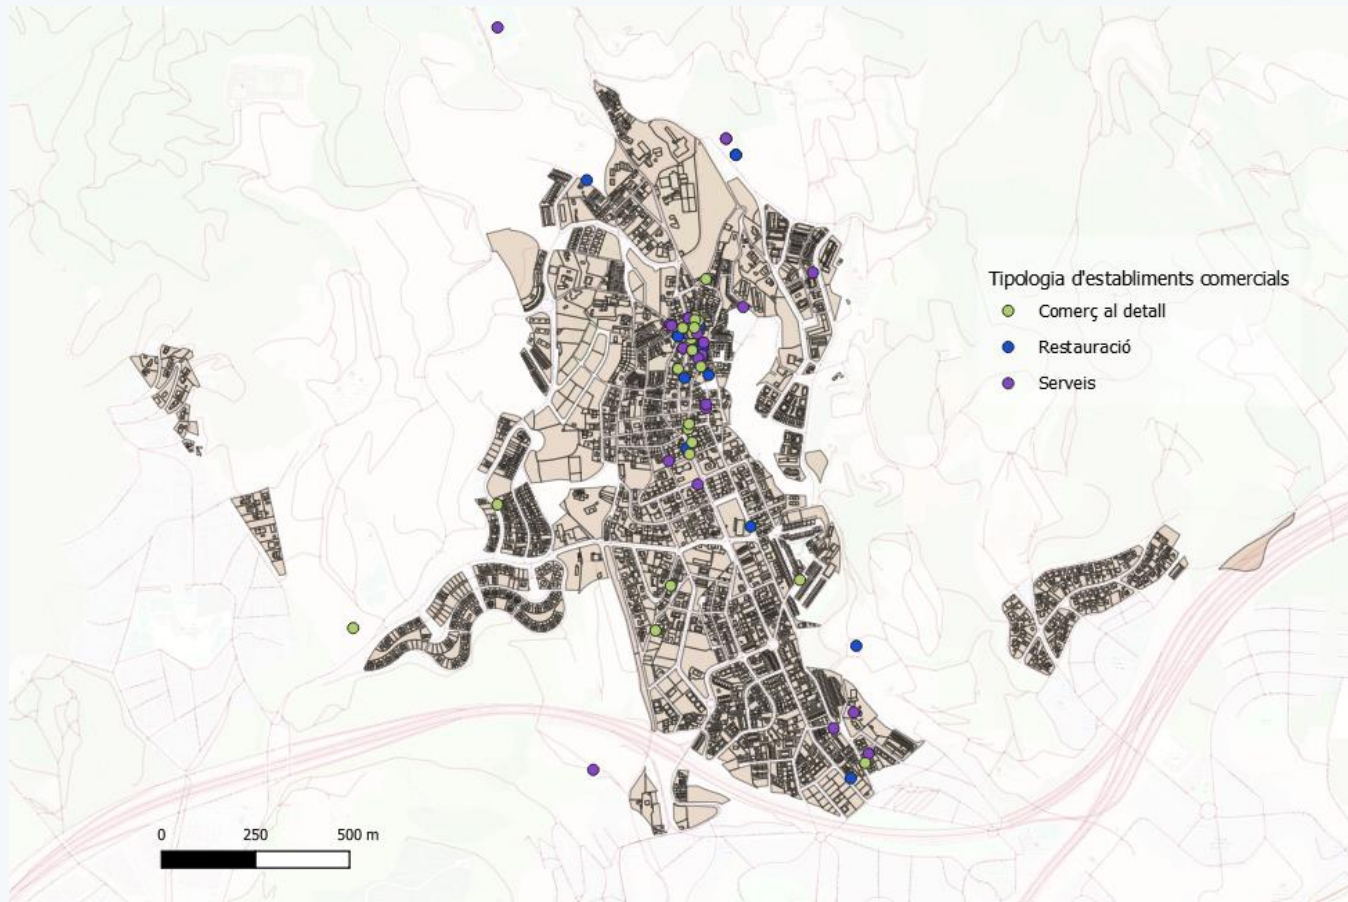 Tipologia d'establiments comercials
Comerç al detall
Restauració
Serveis
0 250 500 m